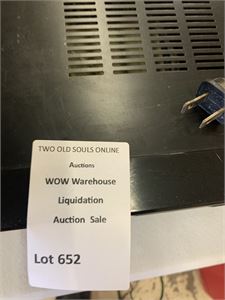 TWO OLD SOULS ONLINE
Auctions
WOW Warehouse
Liquidation
Auction Sale
Lot 652